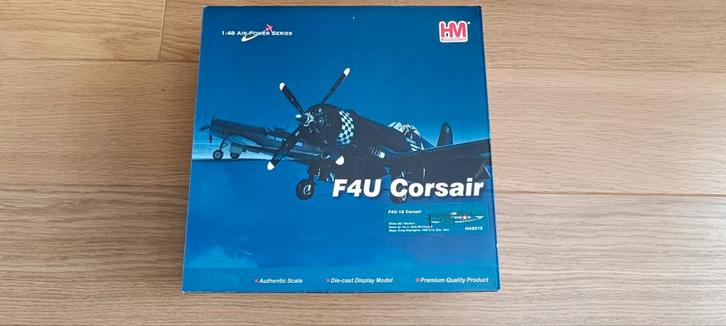 1:48 AIR POWER SERIES
HM
F4U Corsair
F4U-1A Corsair
HA8215
Authentic Scale
Die-cast Display Model
Premium Quality Product